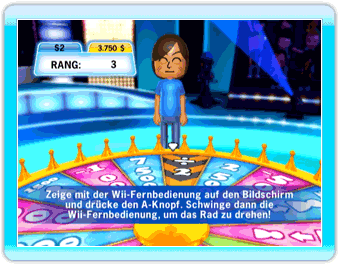 S2
3.750 $
RANG: 3
÷
2
Zeige mit der Wii-Fernbedienung auf den Bildschirm
und drücke den A-Knopf. Schwinge dann die
Wii-Fernbedienung, um das Rad zu drehen!